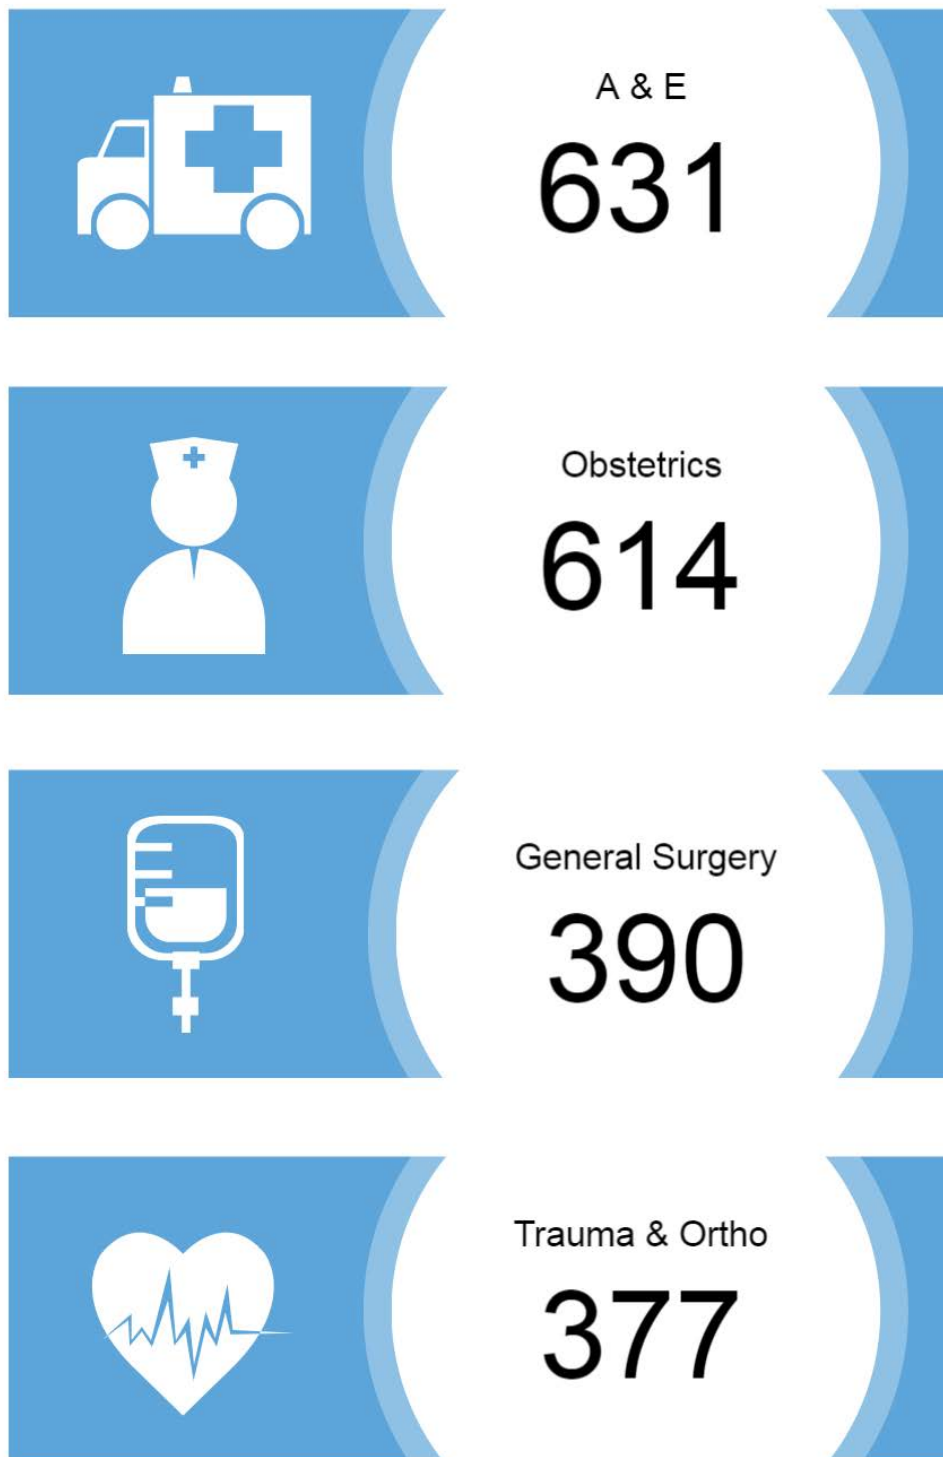 A & E
631
Obstetrics
614
General Surgery
390
Trauma & Ortho
377